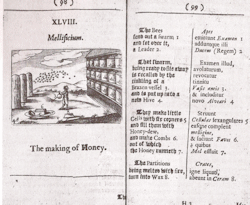 (98)
XLVIII.
Mellificium.
The making of Honey.
(99)
The Bees
send out a Swarm, 1
and set over it,
a Leader 2
That Swarm,
being ready to fly away
is recalled by
the tinkling of a
Brazen vessel 3
and is put up into a
new Hive 4
They make little
Cells with six corners 5
and fill them with
Honey-dew,
and make Combs 6
out of which
the Honey runneth 7
The Partitions
being melted with fire,
turn into Wax 8
Apes
emittunt Examen 1
adduntque illi
Ducem (Regem) 2
Examen illud,
avolaturum,
revocatur
tinnitu
Vasis ænei 3
& includitur
novo Alveari 4
Struunt
Cellulas sexangulares 5
easque complent
melligine,
& faciunt Favos 6
e quibus
Mel effluit 7
Crates,
igne liquati,
abeunt in Ceram 8